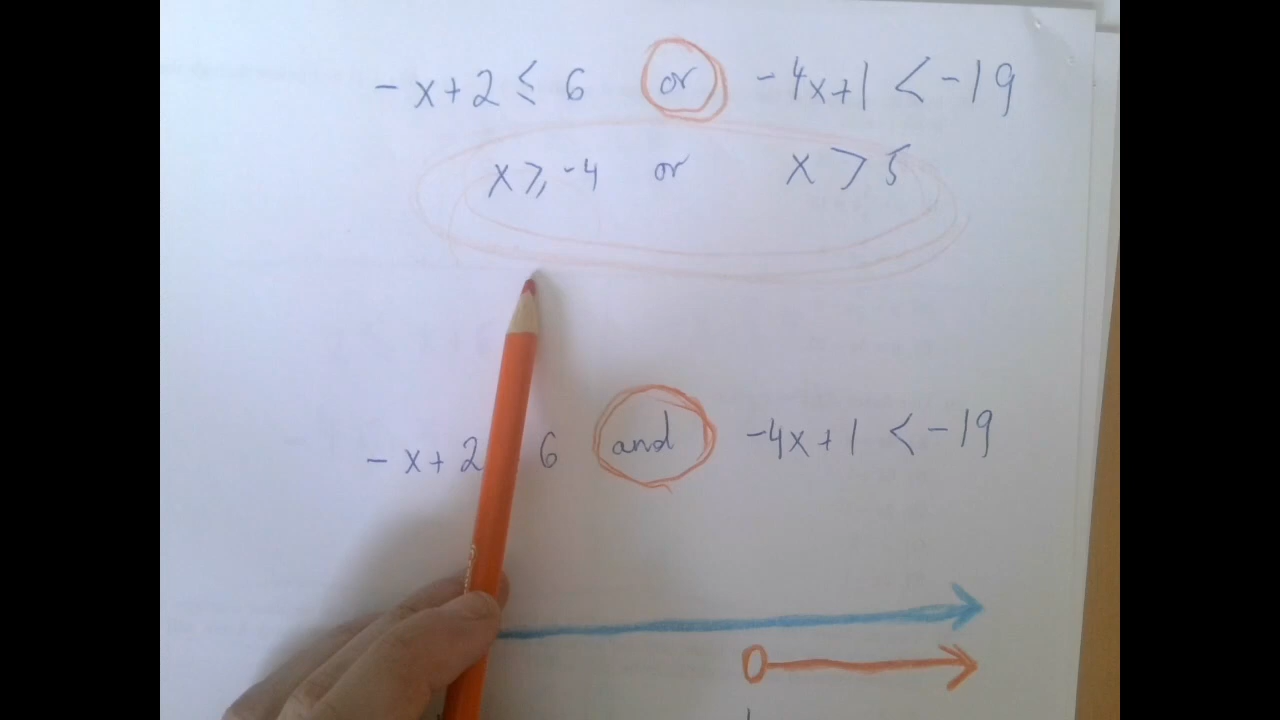 -x+2 ≤ 6 or -4x+1 < -19
x ⩾ -4 or x > 5
-x+2 6 and -4x+1 < -19